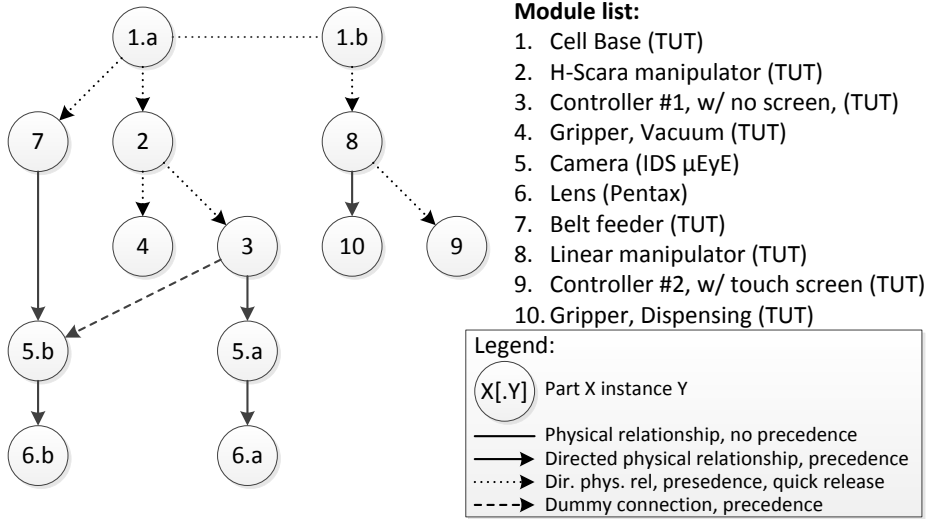 1.a
1.b
7
2
8
4
3
10
9
5.b
5.a
6.b
6.a
Module list:
1. Cell Base (TUT)
2. H-Scara manipulator (TUT)
3. Controller #1, w/ no screen, (TUT)
4. Gripper, Vacuum (TUT)
5. Camera (IDS µEyE)
6. Lens (Pentax)
7. Belt feeder (TUT)
8. Linear manipulator (TUT)
9. Controller #2, w/ touch screen (TUT)
10. Gripper, Dispensing (TUT)
Legend:
X[.Y] Part X instance Y
Physical relationship, no precedence
Directed physical relationship, precedence
Dir. phys. rel, presedence, quick release
Dummy connection, precedence